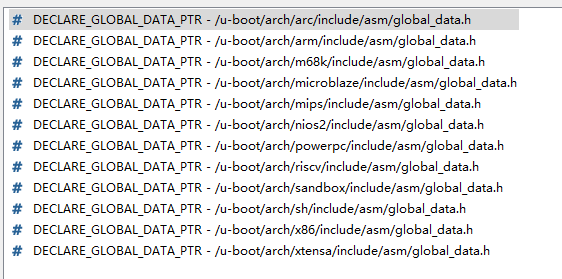 # DECLARE_GLOBAL_DATA_PTR - /u-boot/arch/arc/include/asm/global_data.h
# DECLARE_GLOBAL_DATA_PTR - /u-boot/arch/arm/include/asm/global_data.h
# DECLARE_GLOBAL_DATA_PTR - /u-boot/arch/m68k/include/asm/global_data.h
# DECLARE_GLOBAL_DATA_PTR - /u-boot/arch/microblaze/include/asm/global_data.h
# DECLARE_GLOBAL_DATA_PTR - /u-boot/arch/mips/include/asm/global_data.h
# DECLARE_GLOBAL_DATA_PTR - /u-boot/arch/nios2/include/asm/global_data.h
# DECLARE_GLOBAL_DATA_PTR - /u-boot/arch/powerpc/include/asm/global_data.h
# DECLARE_GLOBAL_DATA_PTR - /u-boot/arch/riscv/include/asm/global_data.h
# DECLARE_GLOBAL_DATA_PTR - /u-boot/arch/sandbox/include/asm/global_data.h
# DECLARE_GLOBAL_DATA_PTR - /u-boot/arch/sh/include/asm/global_data.h
# DECLARE_GLOBAL_DATA_PTR - /u-boot/arch/x86/include/asm/global_data.h
# DECLARE_GLOBAL_DATA_PTR - /u-boot/arch/xtensa/include/asm/global_data.h